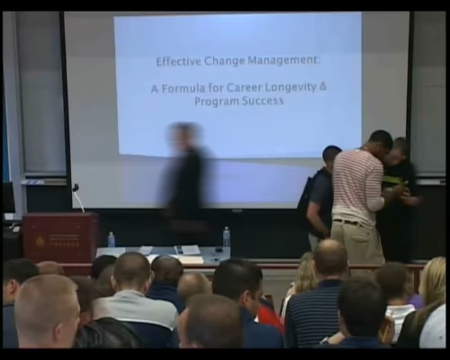 Effective Change Management:
A Formula for Career Longevity &
Program Success